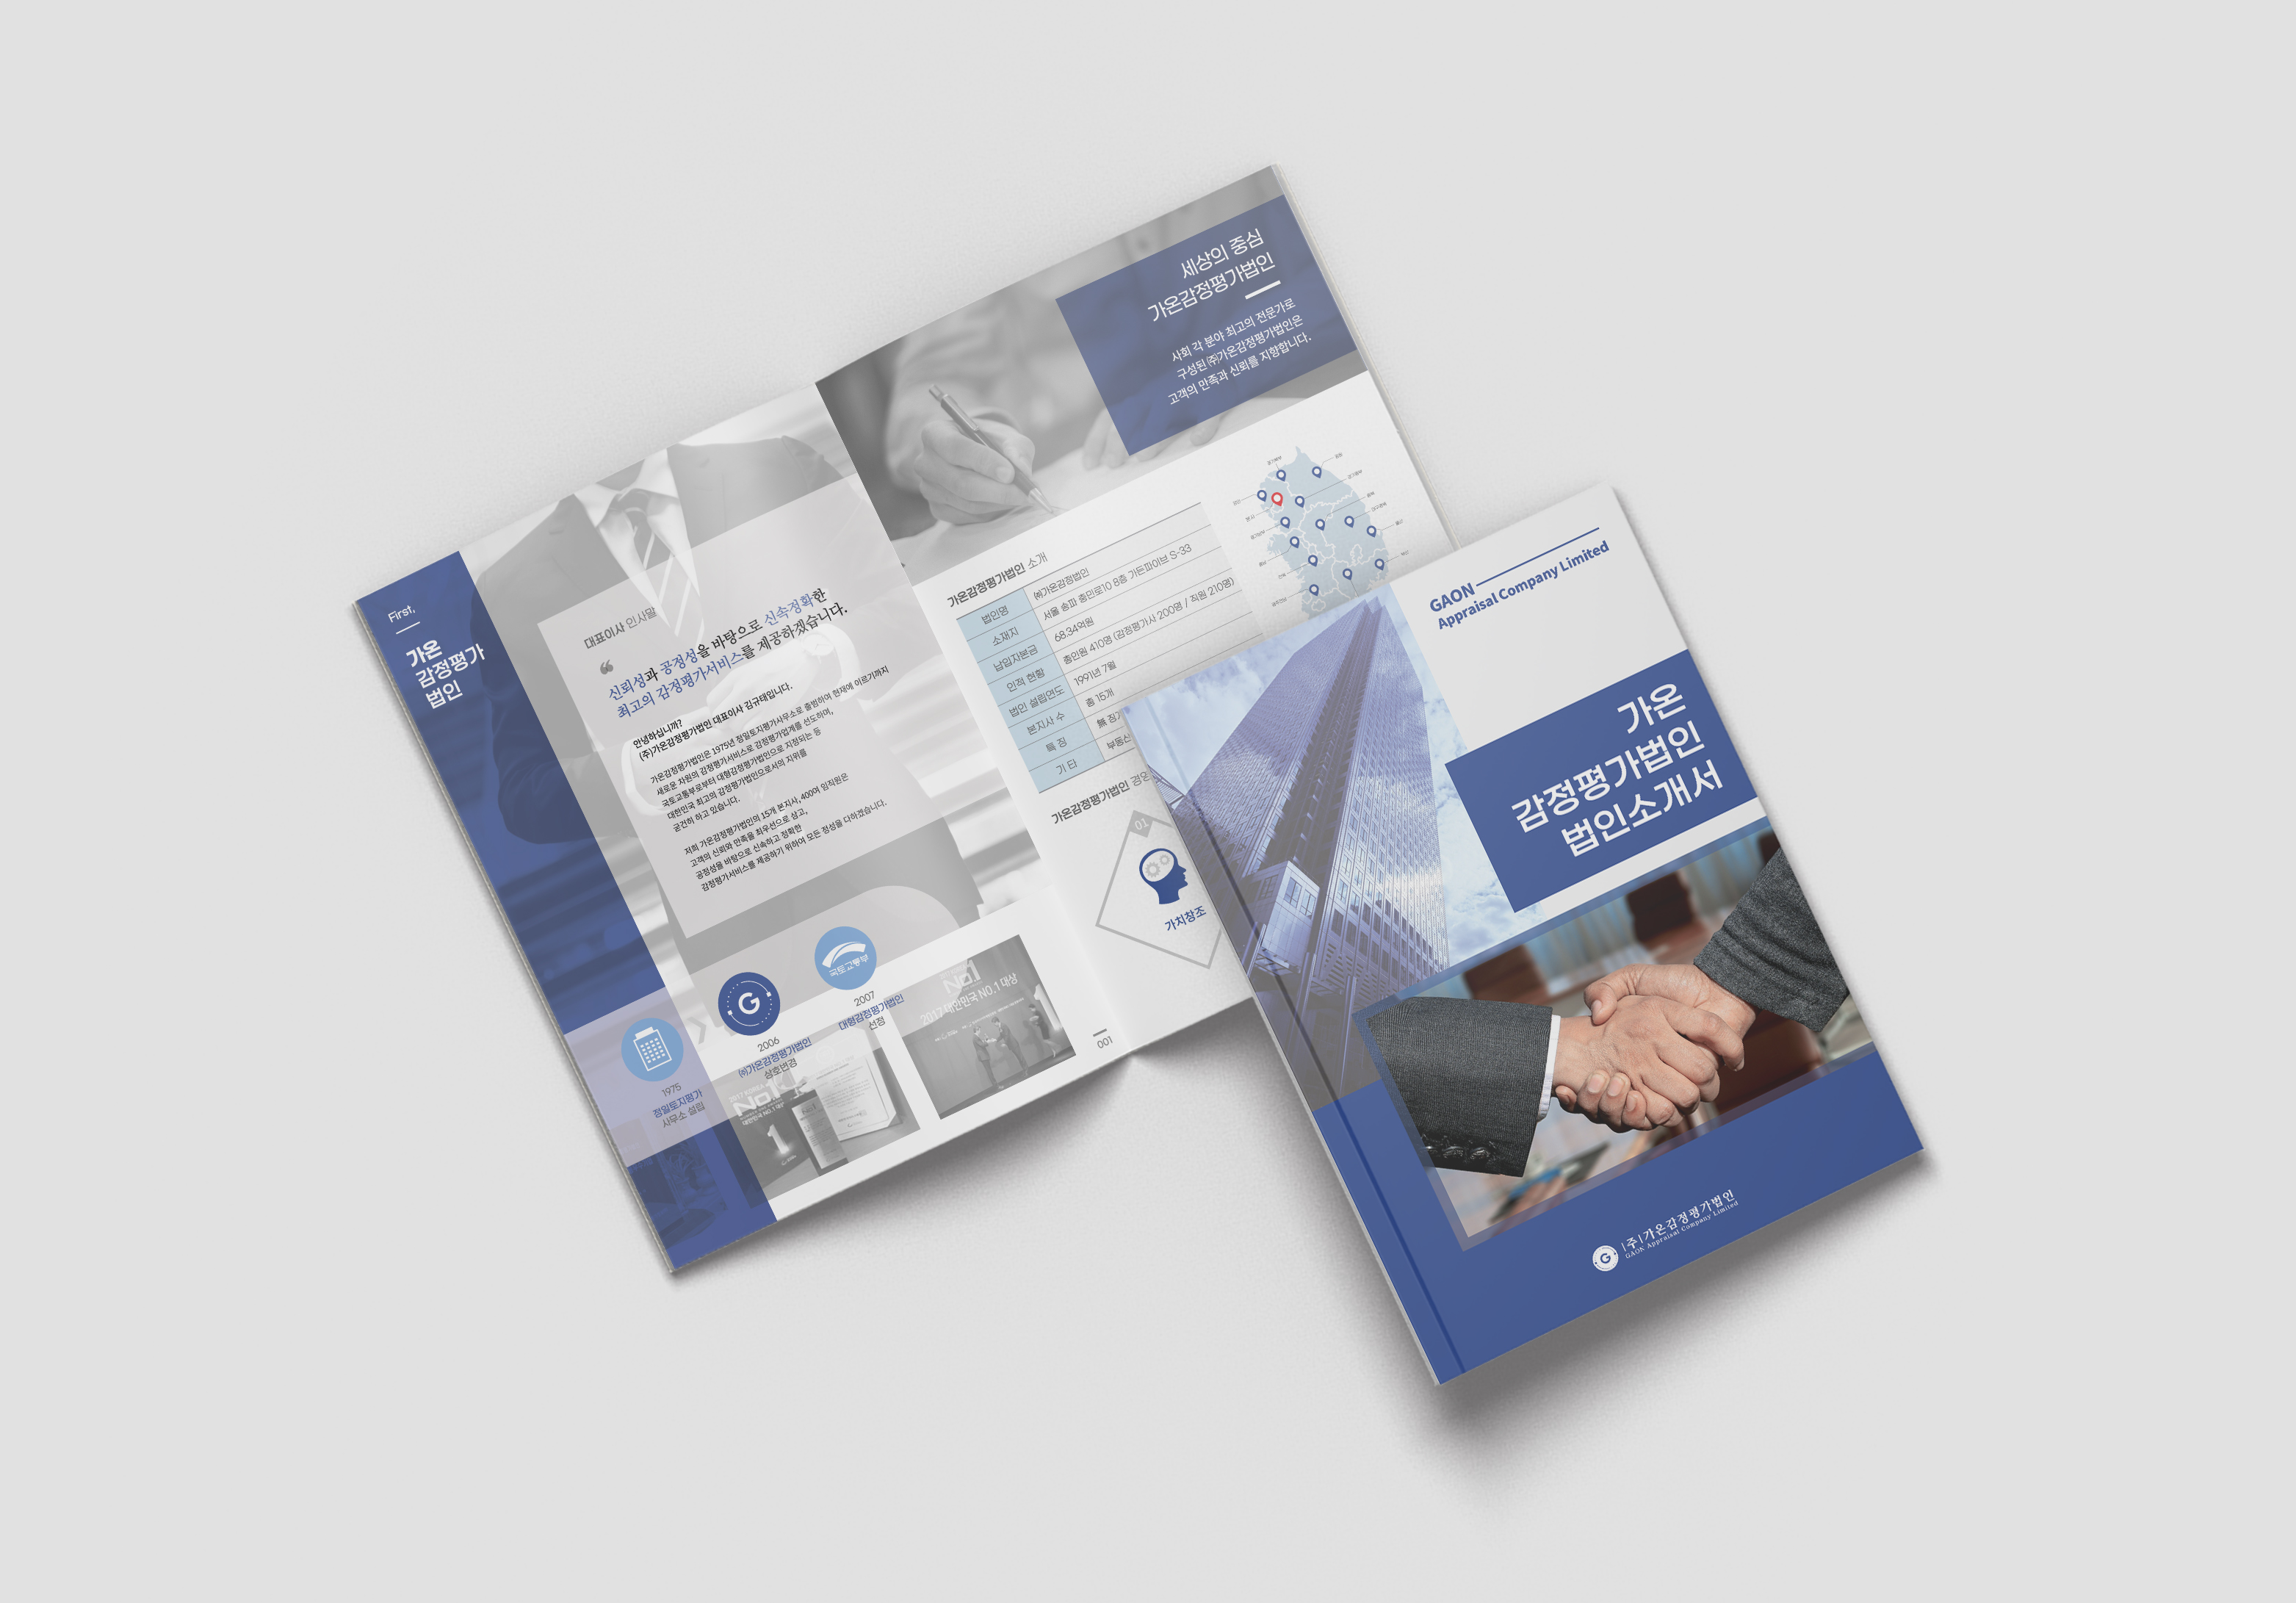 First,
가온
감정평가
법인
대표이사 인사말
신뢰성과 공정성을 바탕으로 신속정확한
최고의 감정평가서비스를 제공하겠습니다.
안녕하십니까?
(주)가온감정평가법인 대표이사 김규태입니다.
가온감정평가법인은 1975년 정일토지평가사무소로 출범하여 현재에 이르기까지
새로운 차원의 감정평가서비스로 감정평가업계를 선도하며,
국토교통부로부터 대형감정평가법인으로 지정되는 등
대한민국 최고의 감정평가법인으로서의 지위를
굳건히 하고 있습니다.
저희 가온감정평가법인의 15개 본지사, 400여 임직원은
고객의 신뢰와 만족을 최우선으로 삼고,
공정성을 바탕으로 신속하고 정확한
감정평가서비스를 제공하기 위하여 모든 정성을 다하겠습니다.
1975
정일토지평가
사무소 설립
G
2006
㈜가온감정평가법인
상호변경
국토교통부
2007
대형감정평가법인
선정
No.1
대한민국 NO.1 대상
No.1
2017 대한민국 NO.1 대상
세상의 중심
가온감정평가법인
사회 각 분야 최고의 전문가로
구성된 ㈜가온감정평가법인은
고객의 만족과 신뢰를 지향합니다.
가온감정평가법인 소개
법인명 ㈜가온감정법인
소재지 서울 송파 충민로10 8층 가든파이브 S-33
납입자본금 68.34억원
인적 현황 총인원 410명 (감정평가사 200명 / 직원 210명)
법인 설립연도 1991년 7월
본지사 수 총 15개
특 징 無 징계
기 타 부동산
가온감정평가법인 경영
01
가치창조
001
GAON
Appraisal Company Limited
가온
감정평가법인
법인소개서
G |주|가온감정평가법인
GAON Appraisal Company Limited